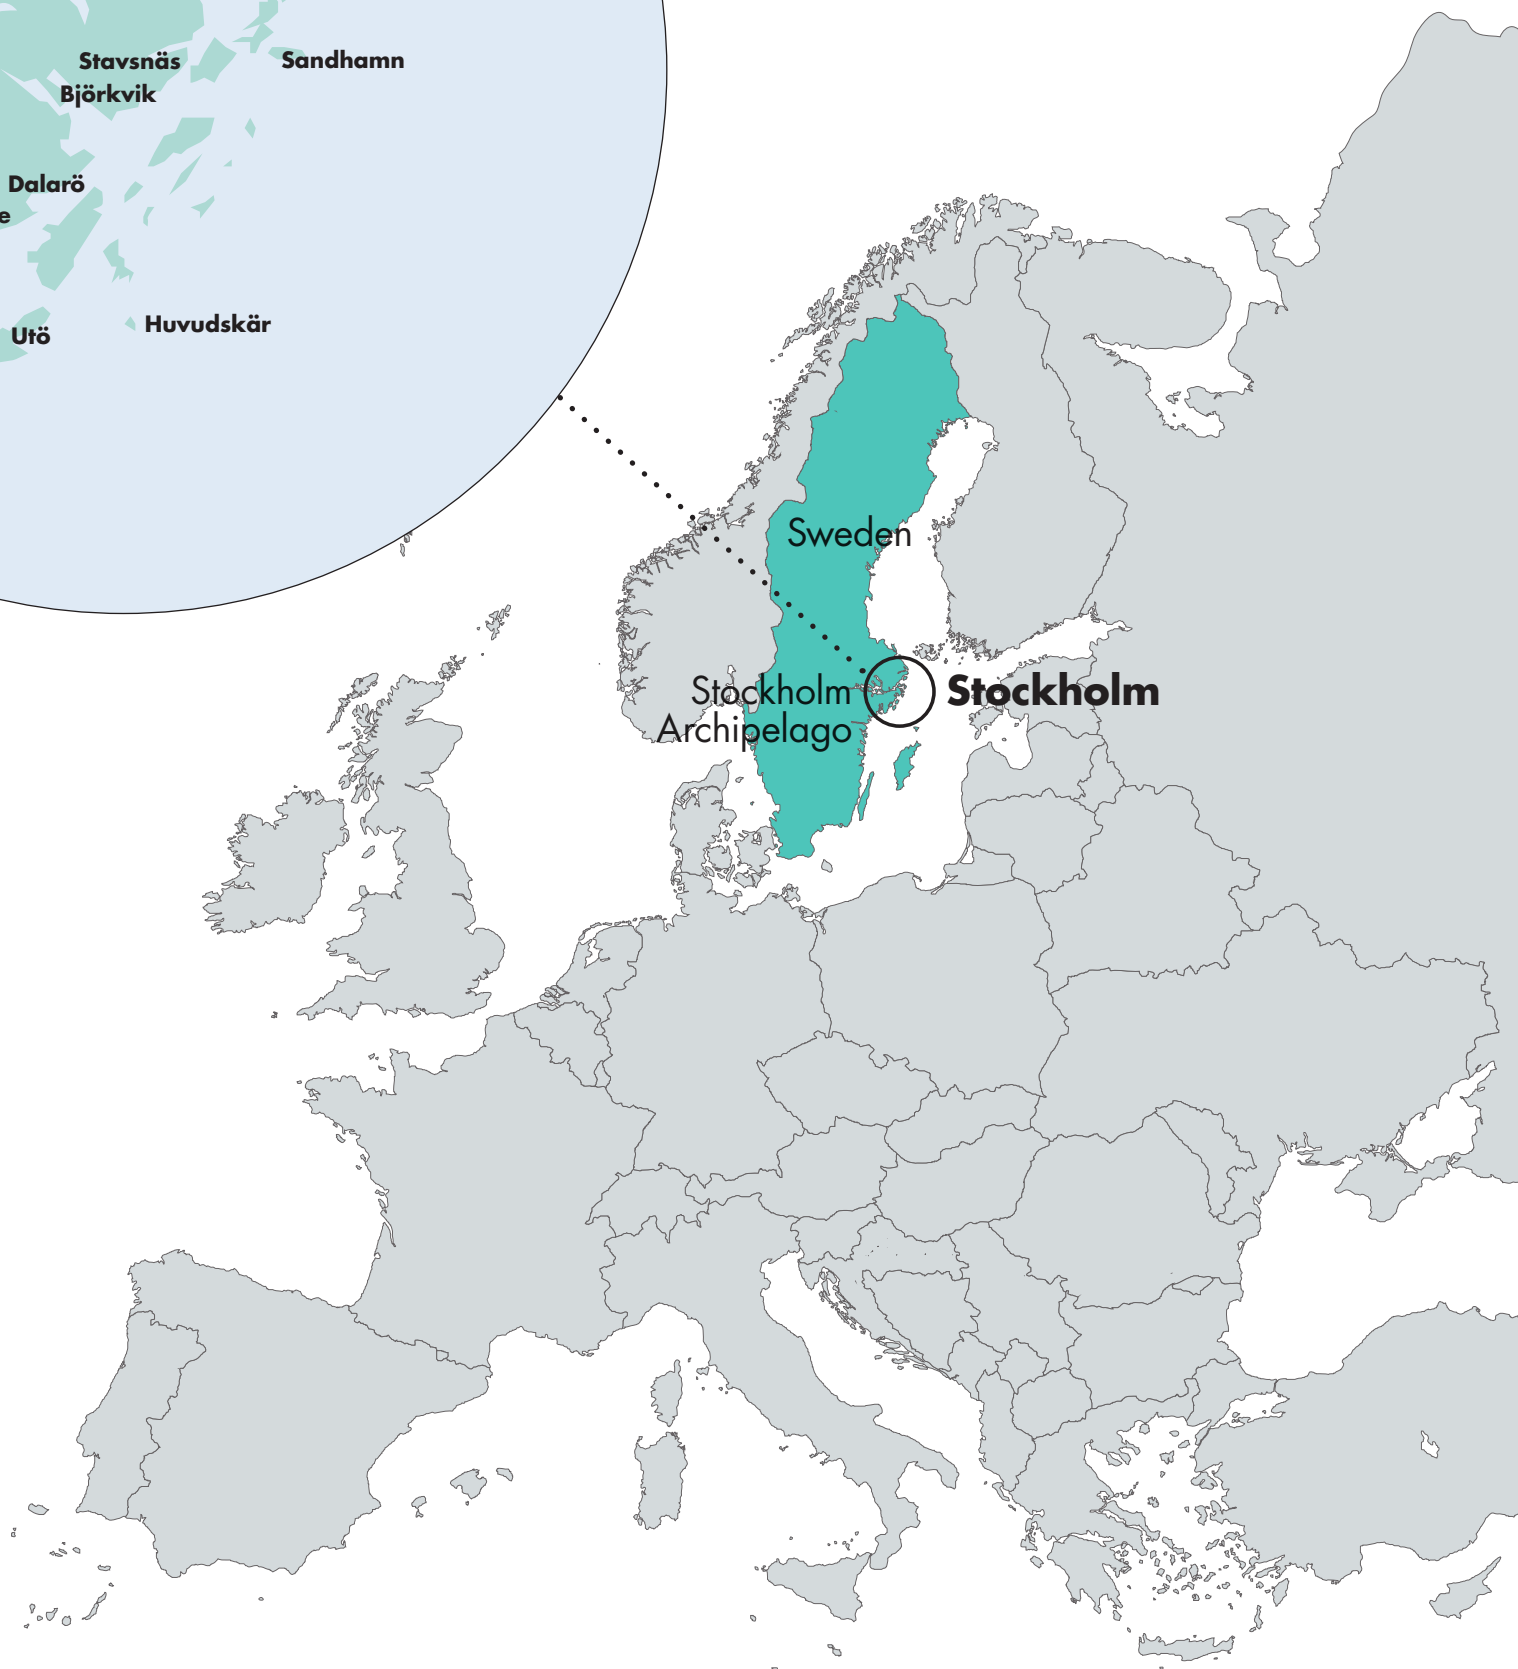 Stavsnäs
Sandhamn
Björkvik
Dalarö
e
Utö
Huvudskär
Sweden
Stockholm
Archipelago
Stockholm